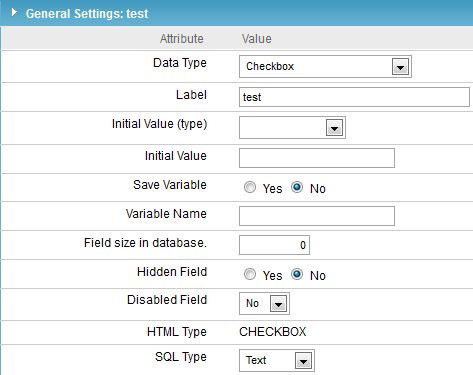 General Settings: test
Attribute Value
Data Type Checkbox
Label test
Initial Value (type)
Initial Value
Save Variable Yes No
Variable Name
Field size in database. 0
Hidden Field Yes No
Disabled Field No
HTML Type CHECKBOX
SQL Type Text